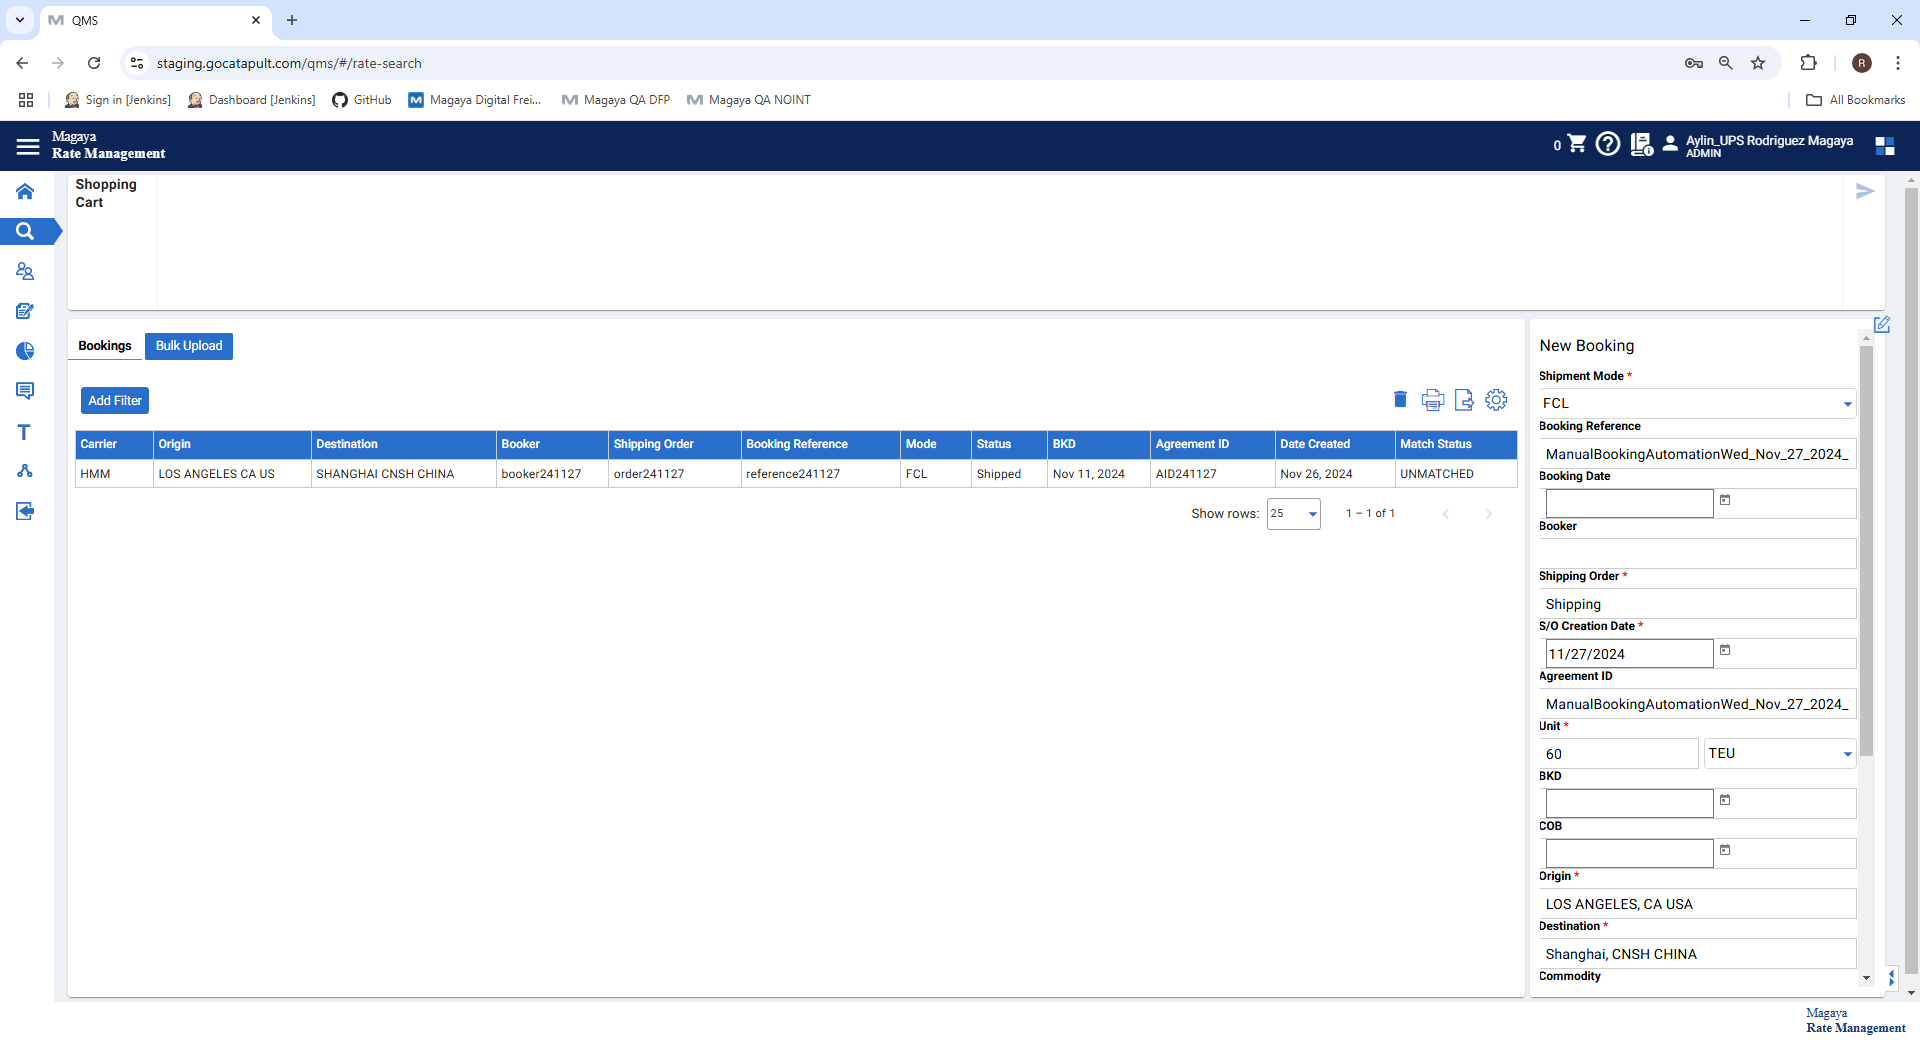 QMS
staging.gocatapult.com/qms/#/rate-search
R
Sign in [Jenkins]
Dashboard [Jenkins]
GitHub
Magaya Digital Frei...
Magaya QA DFP
Magaya QA NOINT
All Bookmarks
Magaya
Rate Management
0
Aylin_UPS Rodriguez Magaya
ADMIN
Shopping
Cart
Bookings
Bulk Upload
Add Filter
Carrier Origin Destination Booker Shipping Order Booking Reference Mode Status BKD Agreement ID Date Created Match Status
HMM LOS ANGELES CA US SHANGHAI CNSH CHINA booker241127 order241127 reference241127 FCL Shipped Nov 11, 2024 AID241127 Nov 26, 2024 UNMATCHED
Show rows: 25 1 – 1 of 1
New Booking
Shipment Mode *
FCL
Booking Reference
ManualBookingAutomationWed_Nov_27_2024_
Booking Date
Booker
Shipping Order *
Shipping
S/O Creation Date *
11/27/2024
Agreement ID
ManualBookingAutomationWed_Nov_27_2024_
Unit *
60 TEU
BKD
COB
Origin *
LOS ANGELES, CA USA
Destination *
Shanghai, CNSH CHINA
Commodity
Magaya
Rate Management